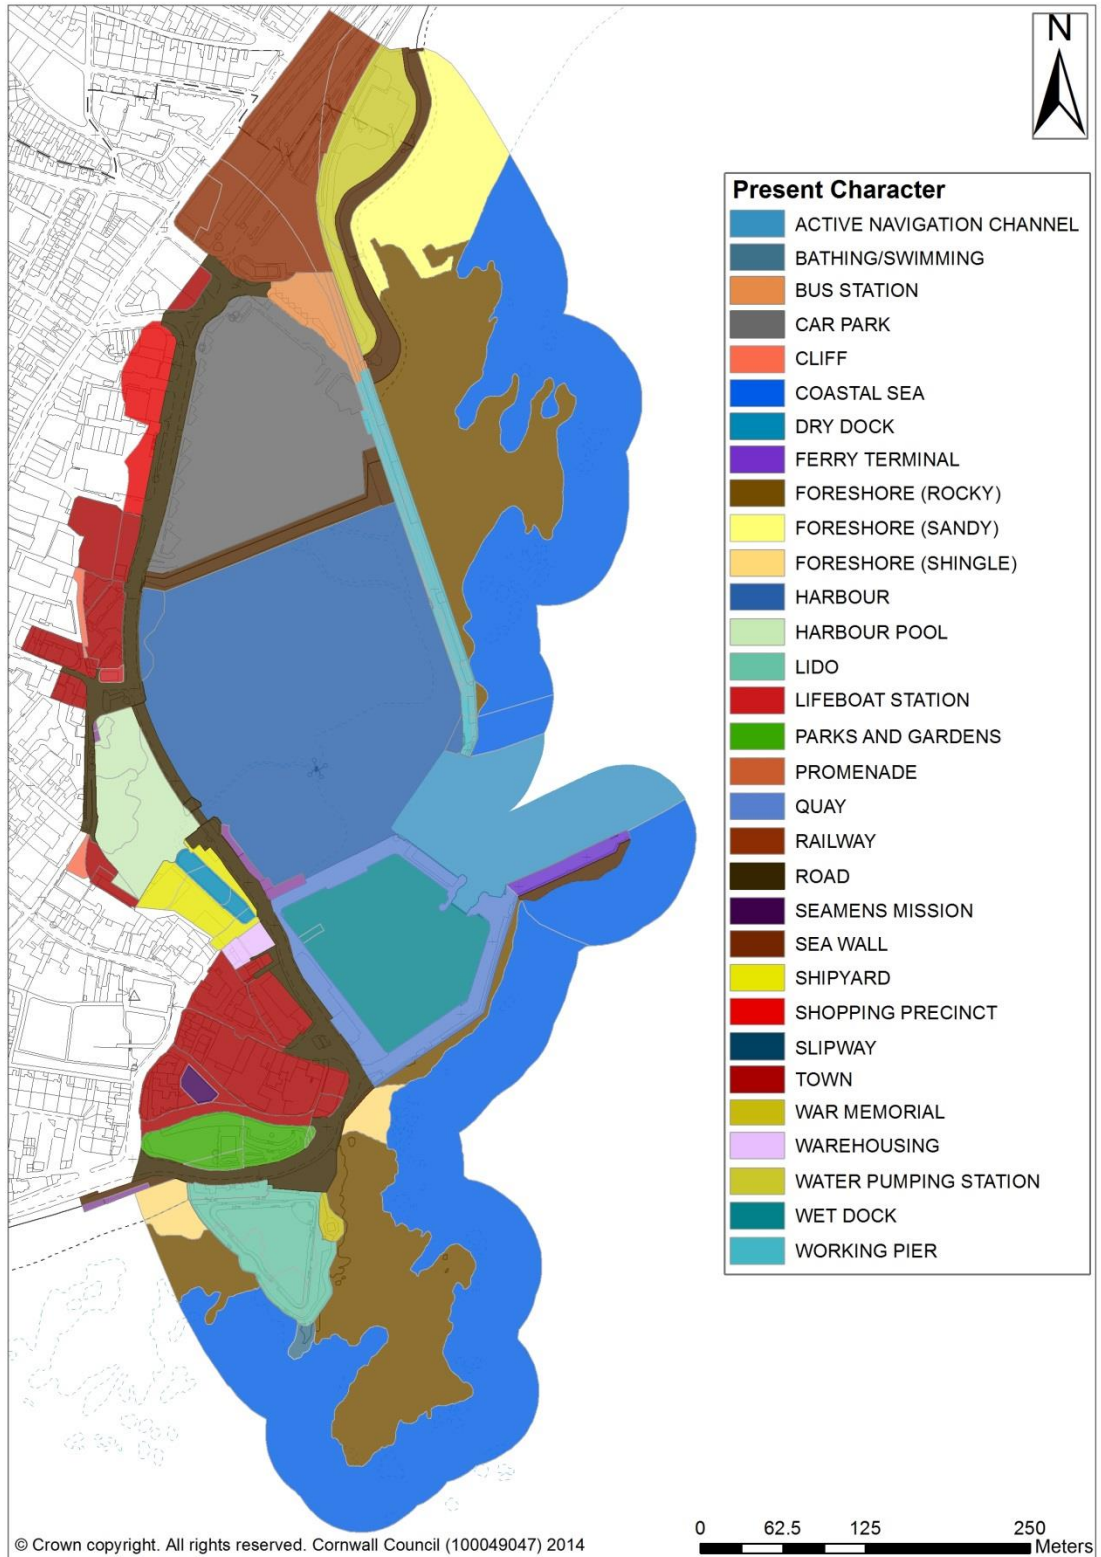 N
Present Character
ACTIVE NAVIGATION CHANNEL
BATHING/SWIMMING
BUS STATION
CAR PARK
CLIFF
COASTAL SEA
DRY DOCK
FERRY TERMINAL
FORESHORE (ROCKY)
FORESHORE (SANDY)
FORESHORE (SHINGLE)
HARBOUR
HARBOUR POOL
LIDO
LIFEBOAT STATION
PARKS AND GARDENS
PROMENADE
QUAY
RAILWAY
ROAD
SEAMENS MISSION
SEA WALL
SHIPYARD
SHOPPING PRECINCT
SLIPWAY
TOWN
WAR MEMORIAL
WAREHOUSING
WATER PUMPING STATION
WET DOCK
WORKING PIER
0 62.5 125 250
Meters
© Crown copyright. All rights reserved. Cornwall Council (100049047) 2014